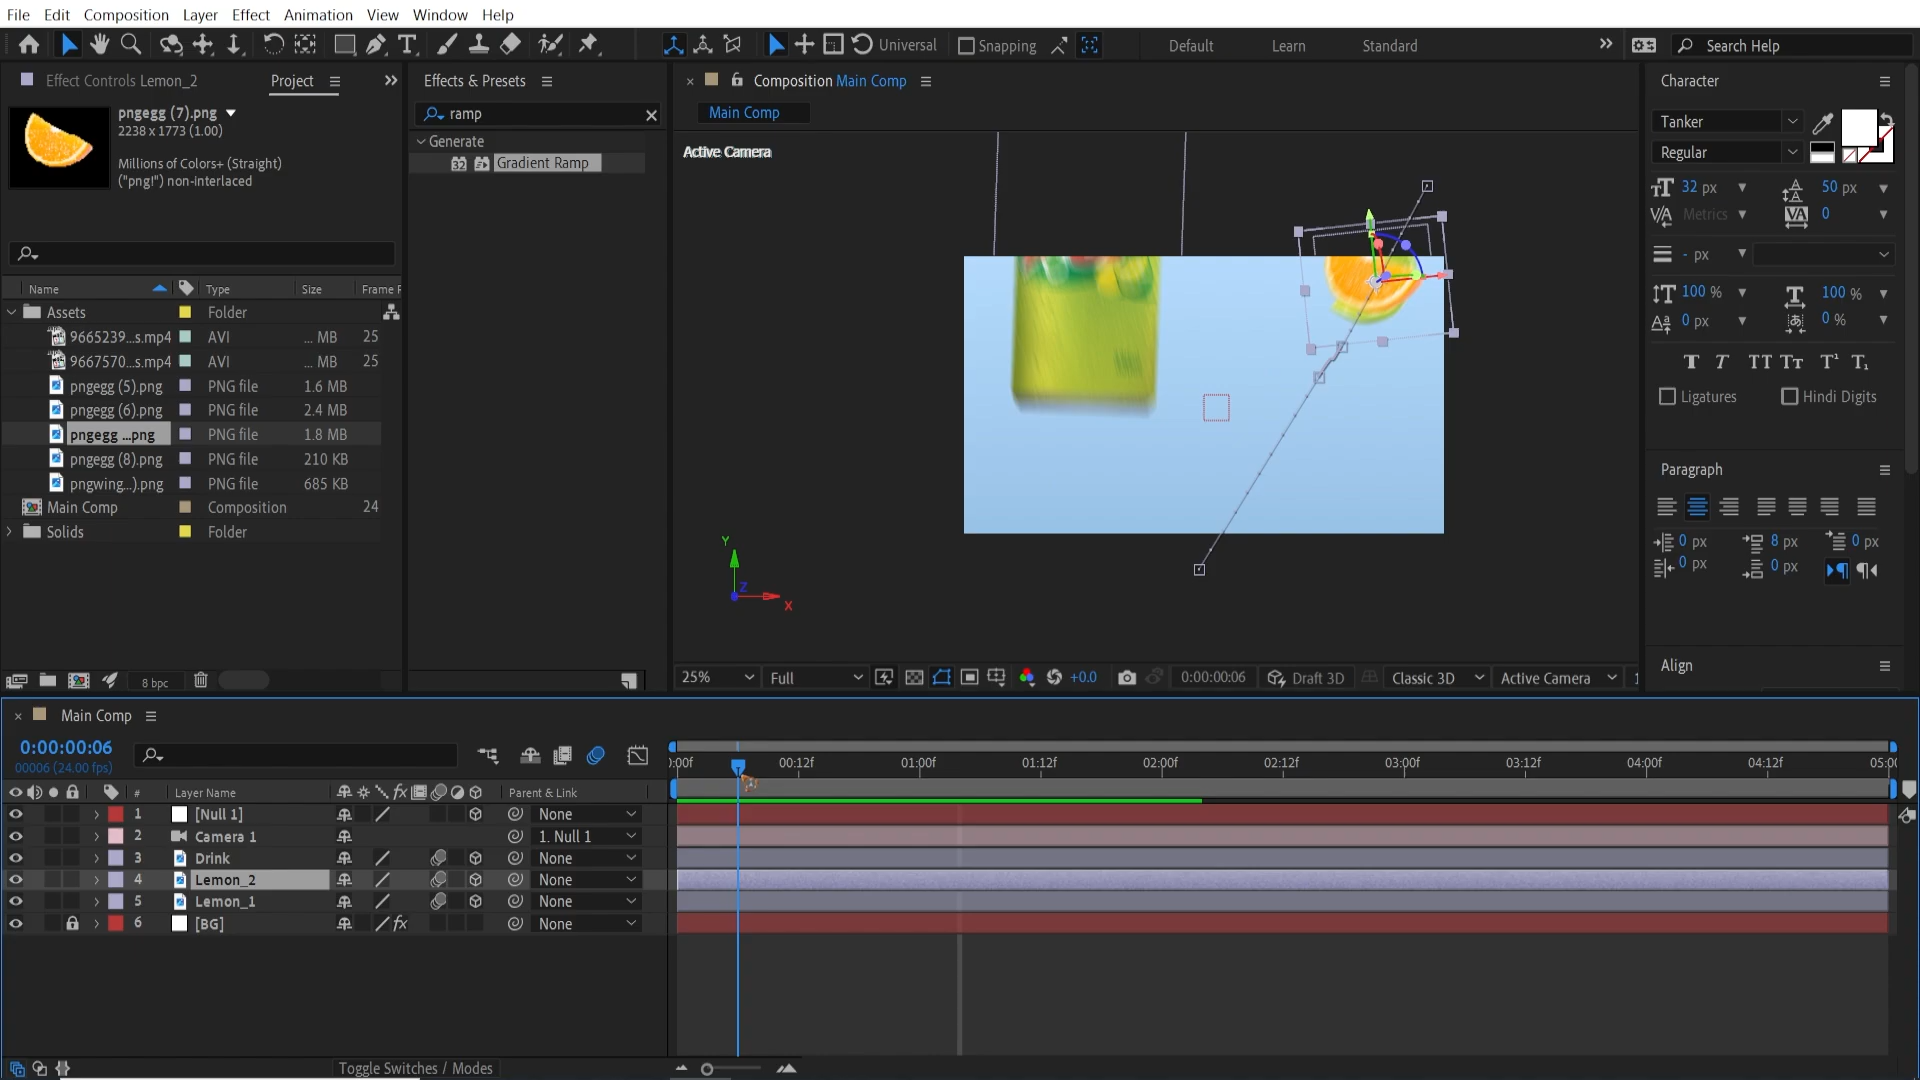 File Edit Composition Layer Effect Animation View Window Help
Universal Snapping Default Learn Standard Search Help
Effect Controls Lemon_2 Project
pngegg (7).png
2238 x 1773 (1.00)
Millions of Colors+ (Straight)
("png!") non-interlaced
Name Type Size Frame R
Assets Folder
9665239...s.mp4 AVI ... MB 25
9667570...s.mp4 AVI ... MB 25
pngegg (5).png PNG file 1.6 MB
pngegg (6).png PNG file 2.4 MB
pngegg ...png PNG file 1.8 MB
pngegg (8).png PNG file 210 KB
pngwing...).png PNG file 685 KB
Main Comp Composition 24
Solids Folder
8 bpc
Effects & Presets
ramp
Generate
32 Gradient Ramp
Composition Main Comp
Main Comp
Active Camera
Y
Z
X
25% Full +0.0 0:00:00:06 Draft 3D Classic 3D Active Camera 1
Character
Tanker
Regular
32 px 50 px
Metrics 0
- px
100 % 100 %
0 px 0 %
Ligatures Hindi Digits
Paragraph
0 px 8 px 0 px
0 px 0 px
Align
Main Comp
0:00:00:06
00006 (24.00 fps)
):00f 00:12f 01:00f 01:12f 02:00f 02:12f 03:00f 03:12f 04:00f 04:12f 05:00
# Layer Name fx Parent & Link
1 [Null 1] None
2 Camera 1 1. Null 1
3 Drink None
4 Lemon_2 None
5 Lemon_1 None
6 [BG] fx None
Toggle Switches / Modes